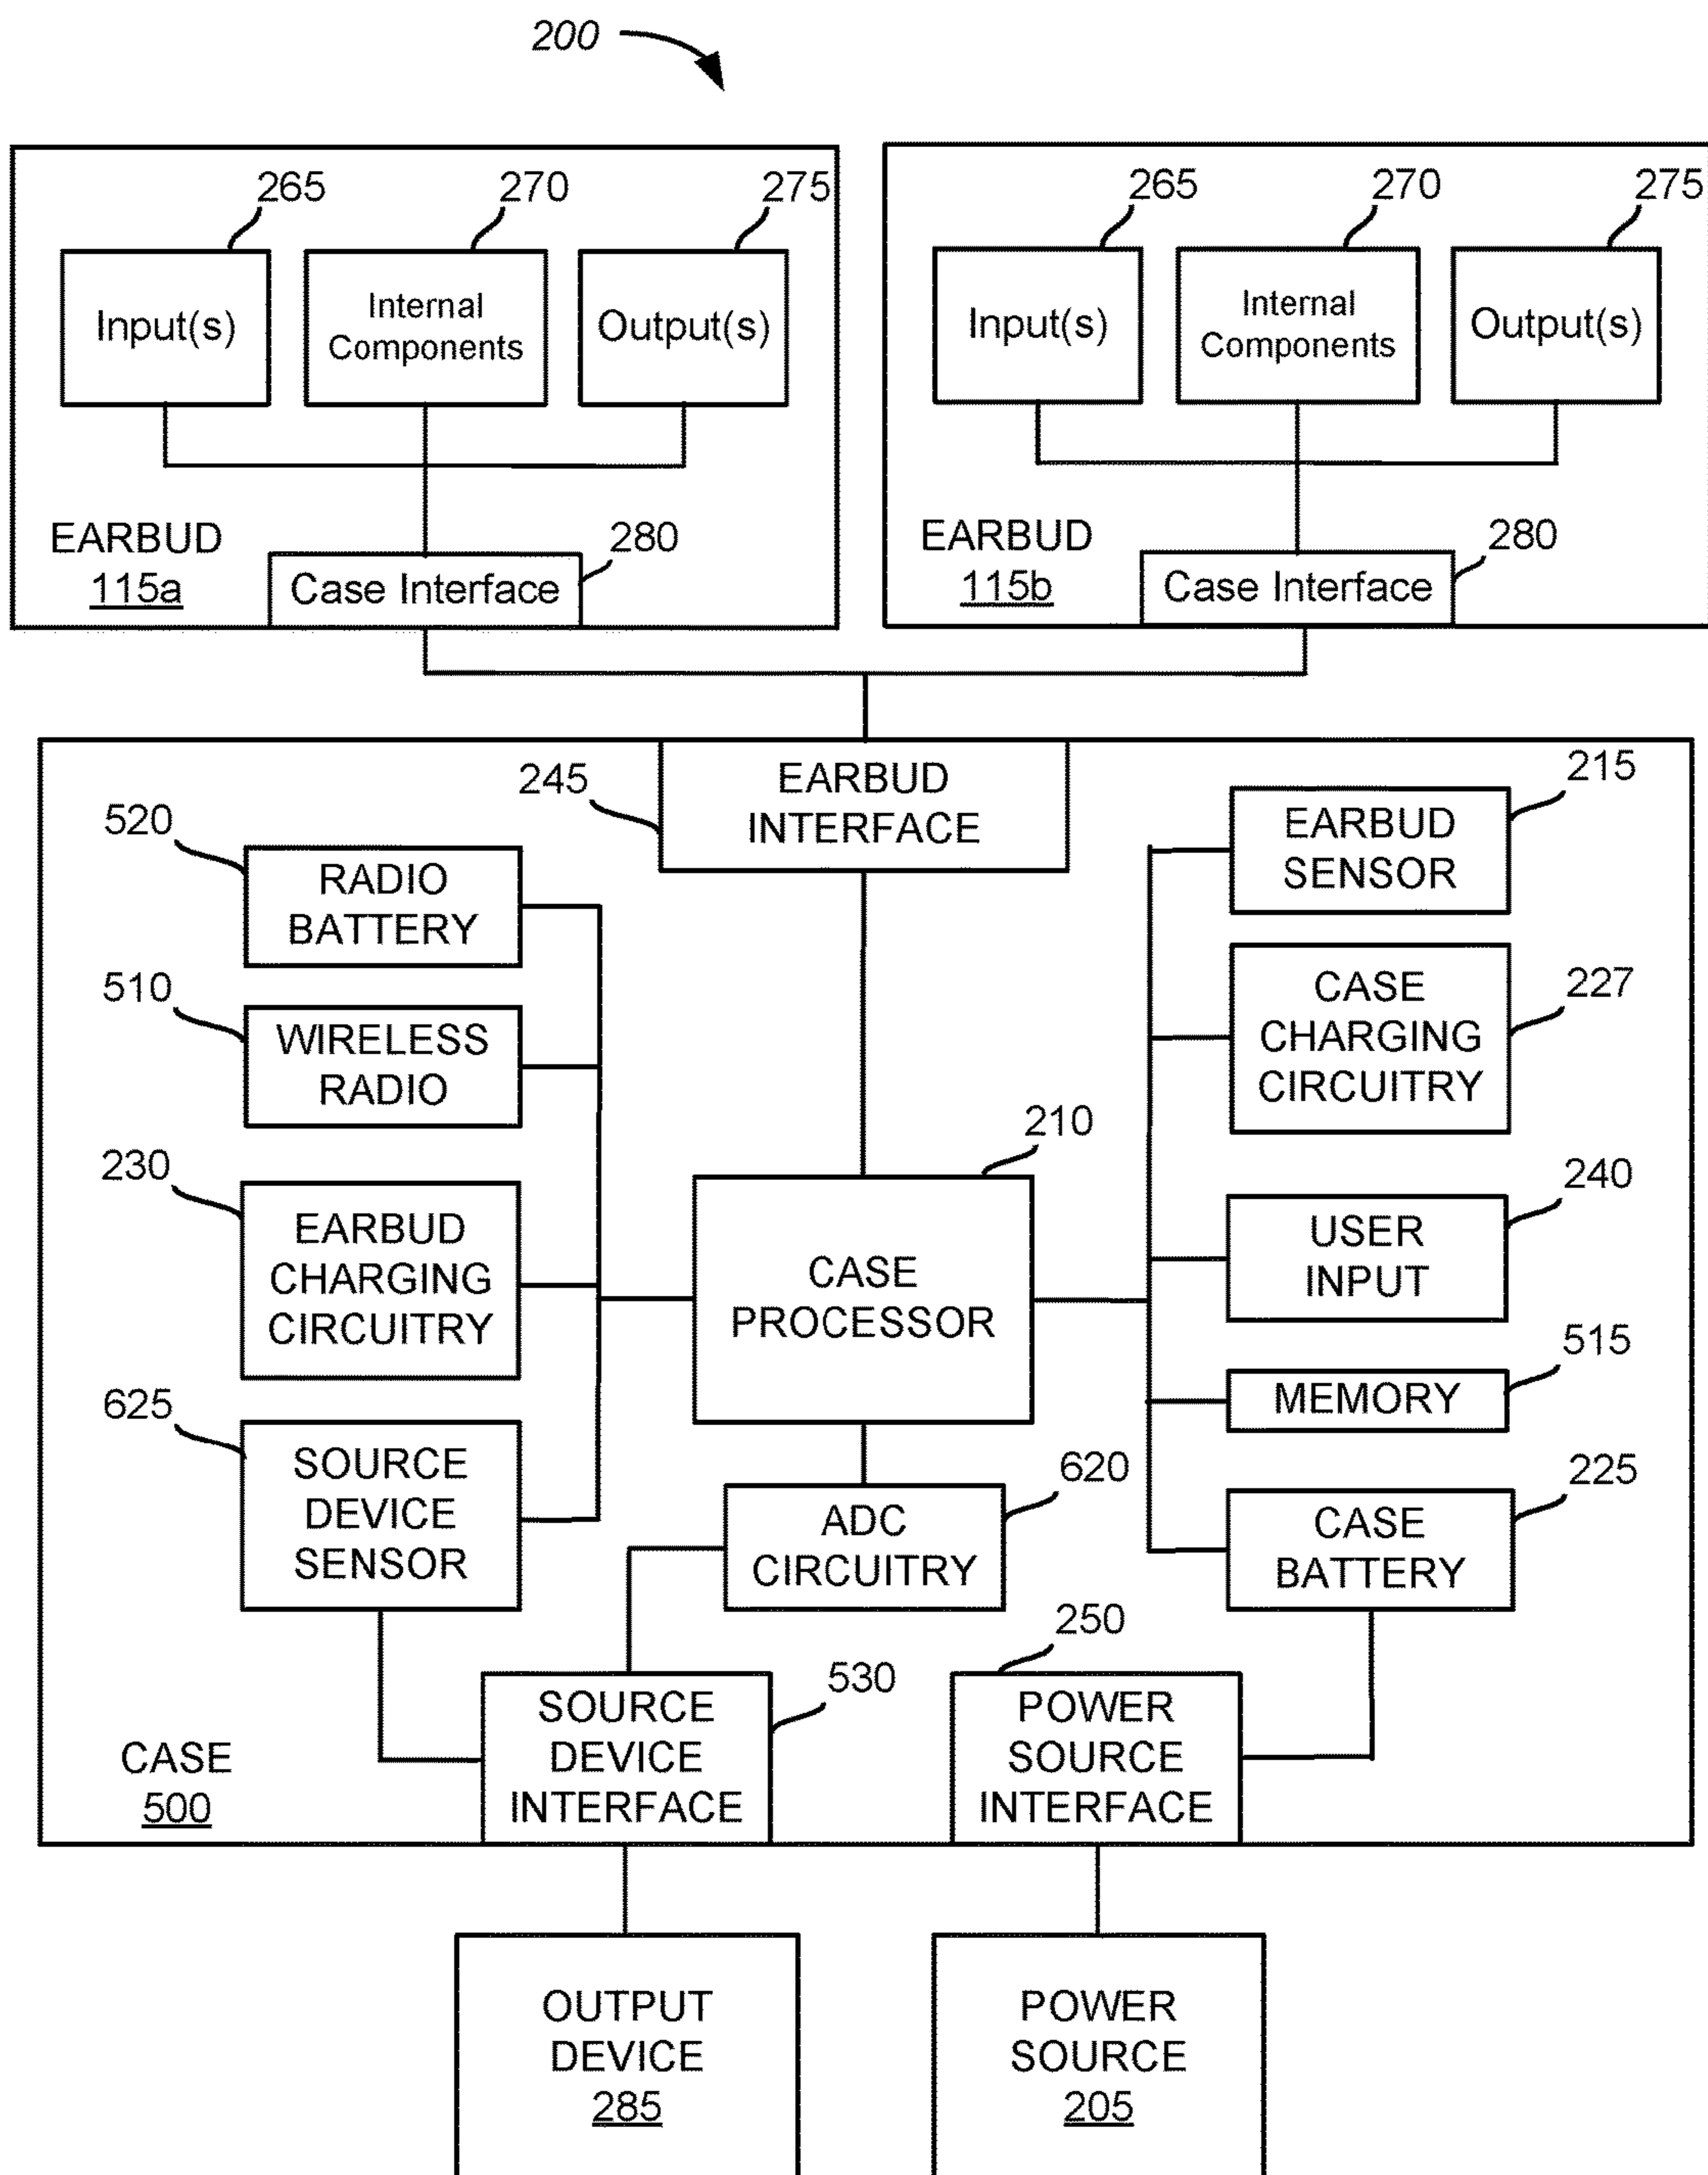 200
265
270
275
Input(s)
Internal
Components
Output(s)
EARBUD
115a
280
Case Interface
265
270
275
Input(s)
Internal
Components
Output(s)
EARBUD
115b
280
Case Interface
245
EARBUD
INTERFACE
520
RADIO
BATTERY
510
WIRELESS
RADIO
230
EARBUD
CHARGING
CIRCUITRY
625
SOURCE
DEVICE
SENSOR
210
CASE
PROCESSOR
620
ADC
CIRCUITRY
215
EARBUD
SENSOR
227
CASE
CHARGING
CIRCUITRY
240
USER
INPUT
515
MEMORY
225
CASE
BATTERY
530
SOURCE
DEVICE
INTERFACE
250
POWER
SOURCE
INTERFACE
CASE
500
OUTPUT
DEVICE
285
POWER
SOURCE
205